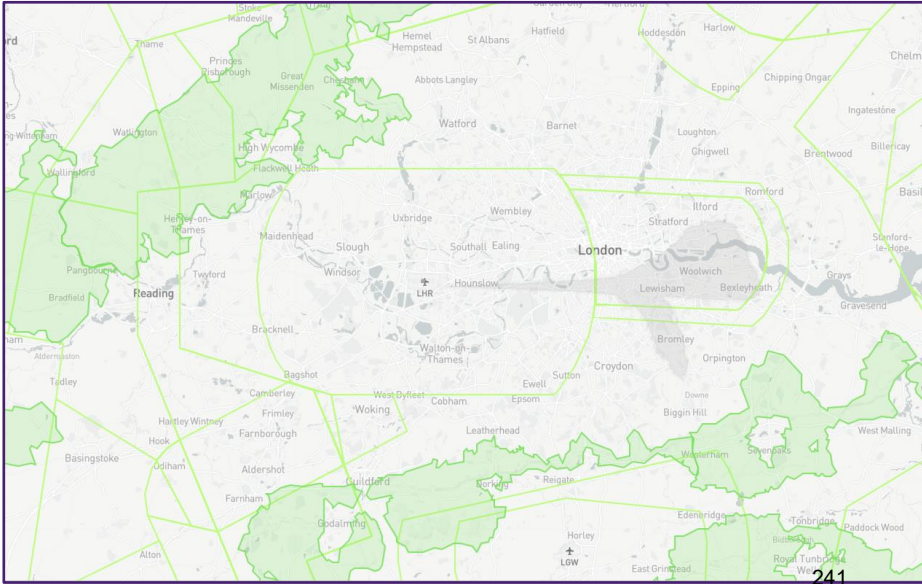 Stoke
Mandeville
Tring
Garden City
Hertford
Hemel
Hempstead
St Albans
Hatfield
Hoddesdon
Harlow
Thame
Princes
Risborough
Great
Missenden
Chesham
Abbots Langley
Epping
Chipping Ongar
Chelm
Watlington
Watford
Barnet
Loughton
Chigwell
Ingatestone
Brentwood
Billericay
High Wycombe
Wallingford
Flackwell Heath
Marlow
Romford
Basil
Ilford
Stratford
Henley-on-
Thames
Maidenhead
Uxbridge
Wembley
Slough
Southall
Ealing
London
Stanford-
le-Hope
Windsor
Pangbourne
Twyford
Reading
Bradfield
LHR
Hounslow
Woolwich
Lewisham
Bexleyheath
Grays
Gravesend
Bracknell
Walton-on-
Thames
Bromley
Orpington
Croydon
Aldermaston
Tadley
Bagshot
Camberley
Frimley
West Byfleet
Woking
Cobham
Ewell
Epsom
Sutton
Downe
Biggin Hill
Hartley Wintney
Hook
Farnborough
Leatherhead
West Malling
Basingstoke
Odiham
Aldershot
Guildford
Dorking
Reigate
Westerham
Sevenoaks
Farnham
Godalming
Horley
Edenbridge
Tonbridge
Paddock Wood
Alton
LGW
East Grinstead
Royal Tunbridge
Wells
241